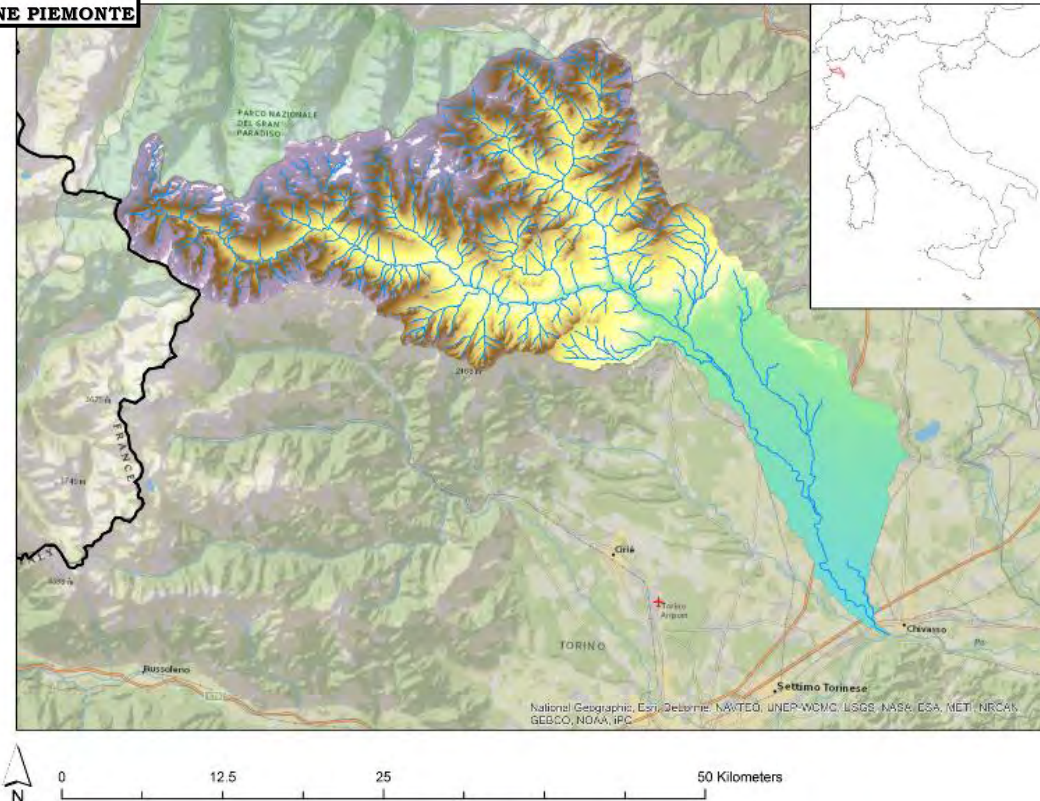 NE PIEMONTE
PARCO NAZIONALE
DEL GRAN
PARADISO
FRANCE
Cirié
Torino
Airport
TORINO
Chivasso
Po
Bussoleno
Settimo Torinese
National Geographic, Esri, DeLorme, NAVTEQ, UNEP-WCMC, USGS, NASA, ESA, METI, NRCAN,
GEBCO, NOAA, iPC
N
0 12.5 25 50 Kilometers